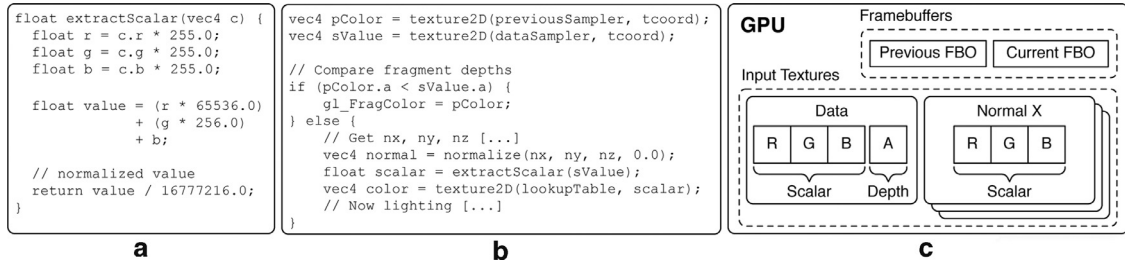 float extractScalar(vec4 c) {
float r = c.r * 255.0;
float g = c.g * 255.0;
float b = c.b * 255.0;
float value = (r * 65536.0)
+ (g * 256.0)
+ b;
// normalized value
return value / 16777216.0;
}
a
vec4 pColor = texture2D(previousSampler, tcoord);
vec4 sValue = texture2D(dataSampler, tcoord);
// Compare fragment depths
if (pColor.a < sValue.a) {
gl_FragColor = pColor;
} else {
// Get nx, ny, nz [...]
vec4 normal = normalize(nx, ny, nz, 0.0);
float scalar = extractScalar(sValue);
vec4 color = texture2D(lookupTable, scalar);
// Now lighting [...]
}
b
GPU
Framebuffers
Previous FBO Current FBO
Input Textures
Data Normal X
R G B A R G B
Scalar Depth Scalar
c